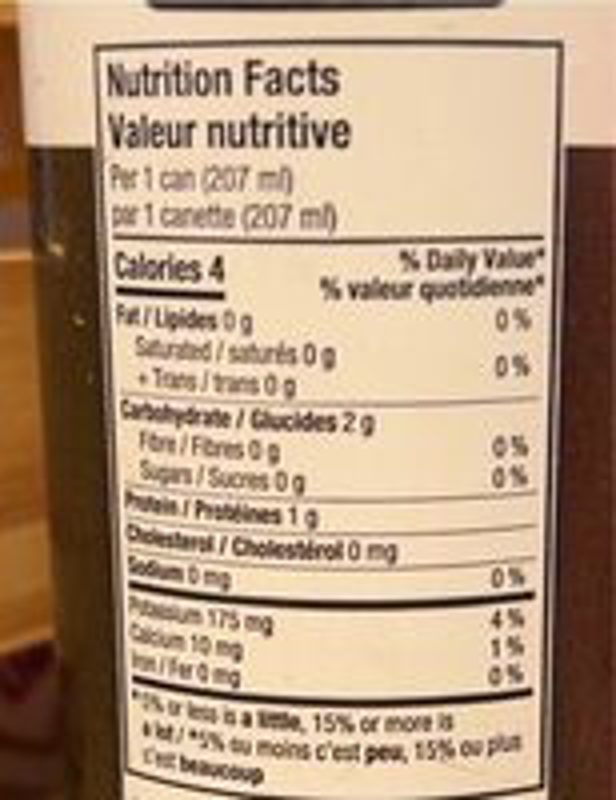 Nutrition Facts
Valeur nutritive
Per 1 can (207 ml)
par 1 canette (207 ml)
Calories 4
% Daily Value*
% valeur quotidienne*
Fat / Lipides 0 g 0 %
Saturated / saturés 0 g
+ Trans / trans 0 g 0 %
Carbohydrate / Glucides 2 g
Fibre / Fibres 0 g 0 %
Sugars / Sucres 0 g 0 %
Protein / Protéines 1 g
Cholesterol / Cholestérol 0 mg
Sodium 0 mg 0 %
Potassium 175 mg 4 %
Calcium 10 mg 1 %
Iron / Fer 0 mg 0 %
*5% or less is a little, 15% or more is
a lot / *5% ou moins c'est peu, 15% ou plus
c'est beaucoup